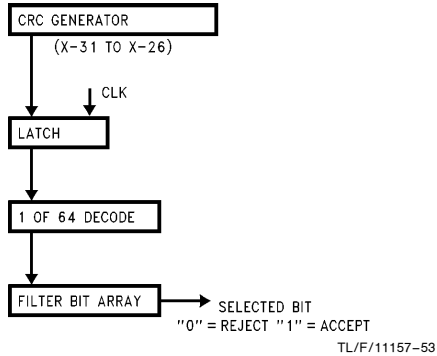 CRC GENERATOR
(X-31 TO X-26)
CLK
LATCH
1 OF 64 DECODE
FILTER BIT ARRAY
SELECTED BIT
"0" = REJECT "1" = ACCEPT
TL/F/11157-53